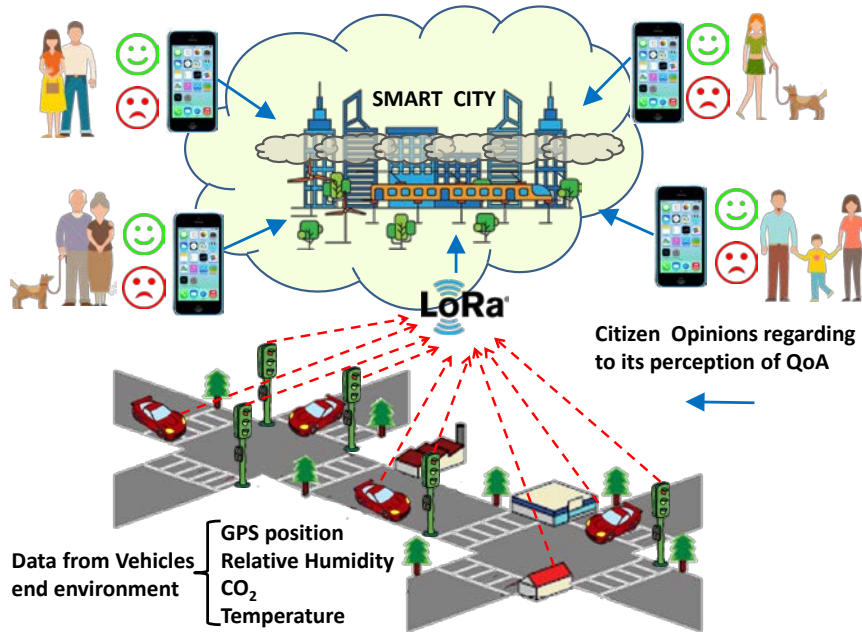 SMART CITY
LoRa
Citizen Opinions regarding
to its perception of QoA
Data from Vehicles
end environment
GPS position
Relative Humidity
CO₂
Temperature